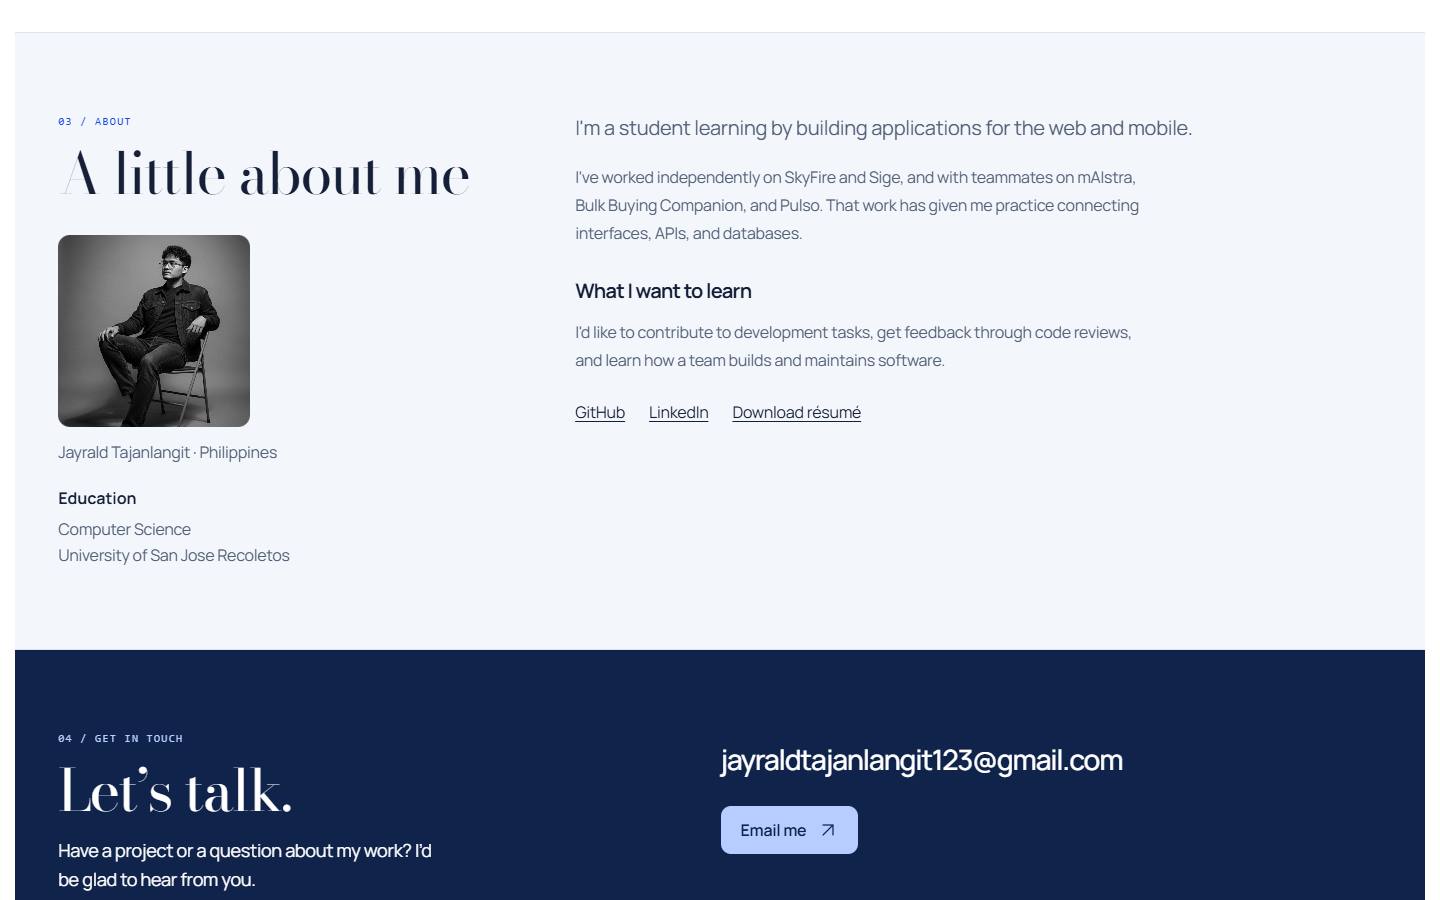 03 / ABOUT
A little about me
Jayrald Tajanlangit · Philippines
Education
Computer Science
University of San Jose Recoletos
I'm a student learning by building applications for the web and mobile.
I've worked independently on SkyFire and Sige, and with teammates on mAIstra,
Bulk Buying Companion, and Pulso. That work has given me practice connecting
interfaces, APIs, and databases.
What I want to learn
I'd like to contribute to development tasks, get feedback through code reviews,
and learn how a team builds and maintains software.
GitHub LinkedIn Download résumé
04 / GET IN TOUCH
Let’s talk.
Have a project or a question about my work? I'd
be glad to hear from you.
jayraldtajanlangit123@gmail.com
Email me